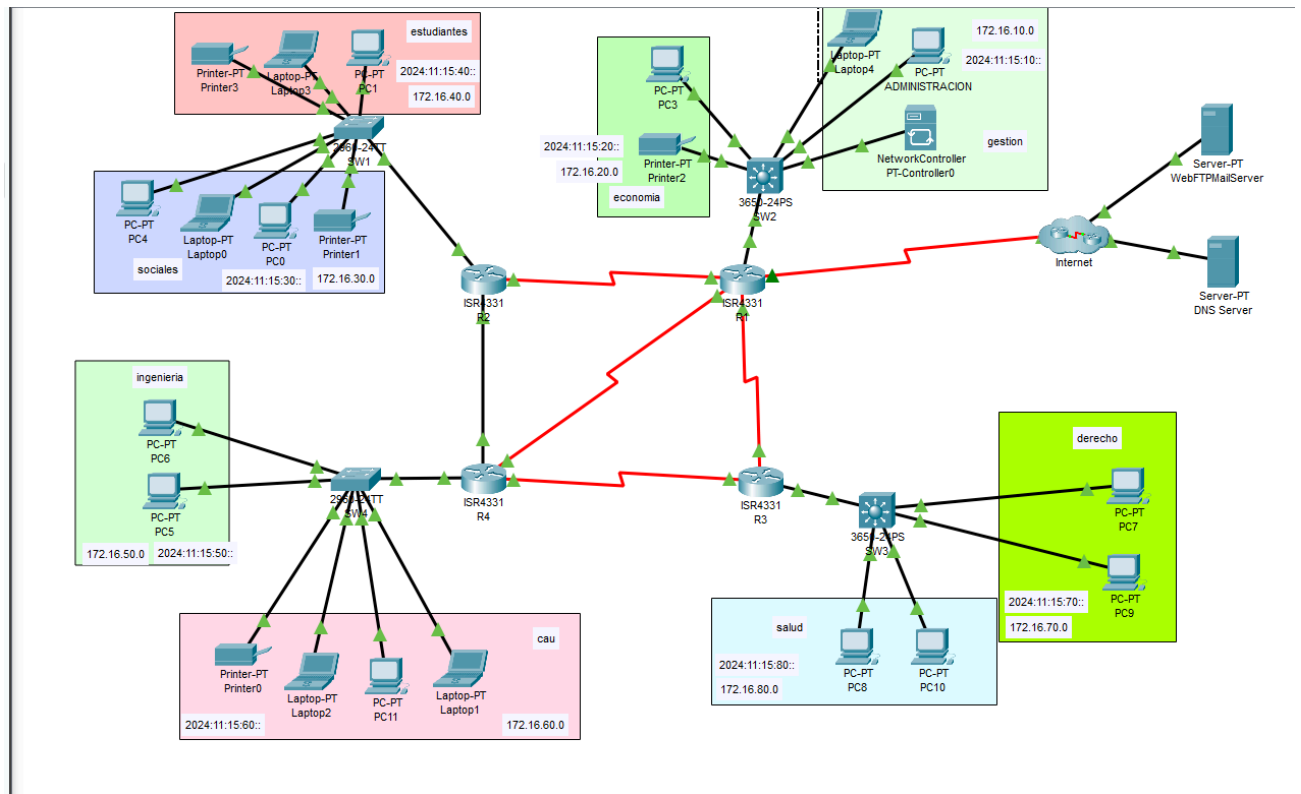 estudiantes
Printer-PT
Printer3
Laptop-PT
Laptop3
PC-PT
PC1
2024:11:15:40::
172.16.40.0
2960-24TT
SW1
PC-PT
PC4
Laptop-PT
Laptop0
PC-PT
PC0
Printer-PT
Printer1
sociales
2024:11:15:30::
172.16.30.0
PC-PT
PC3
2024:11:15:20::
172.16.20.0
Printer-PT
Printer2
economia
3650-24PS
SW2
Laptop-PT
Laptop4
172.16.10.0
2024:11:15:10::
PC-PT
ADMINISTRACION
NetworkController
PT-Controller0
gestion
Server-PT
WebFTPMailServer
Internet
Server-PT
DNS Server
ISR4331
R2
ISR4331
R1
ingenieria
PC-PT
PC6
PC-PT
PC5
172.16.50.0
2024:11:15:50::
2960-24TT
SW4
ISR4331
R4
ISR4331
R3
3650-24PS
SW3
derecho
PC-PT
PC7
PC-PT
PC9
2024:11:15:70::
172.16.70.0
salud
2024:11:15:80::
172.16.80.0
PC-PT
PC8
PC-PT
PC10
cau
Printer-PT
Printer0
Laptop-PT
Laptop2
PC-PT
PC11
Laptop-PT
Laptop1
2024:11:15:60::
172.16.60.0